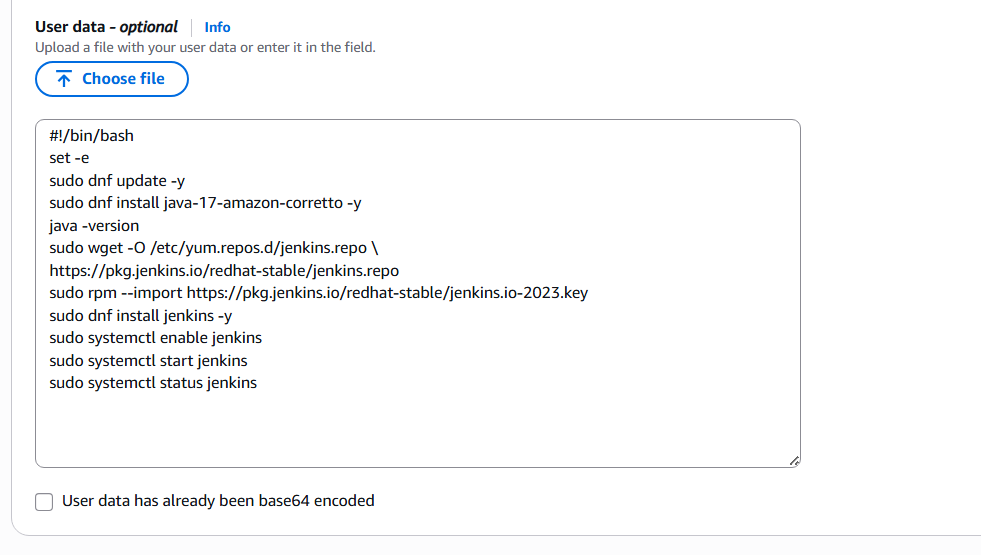 User data - optional Info
Upload a file with your user data or enter it in the field.
Choose file
#!/bin/bash
set -e
sudo dnf update -y
sudo dnf install java-17-amazon-corretto -y
java -version
sudo wget -O /etc/yum.repos.d/jenkins.repo \
https://pkg.jenkins.io/redhat-stable/jenkins.repo
sudo rpm --import https://pkg.jenkins.io/redhat-stable/jenkins.io-2023.key
sudo dnf install jenkins -y
sudo systemctl enable jenkins
sudo systemctl start jenkins
sudo systemctl status jenkins
User data has already been base64 encoded